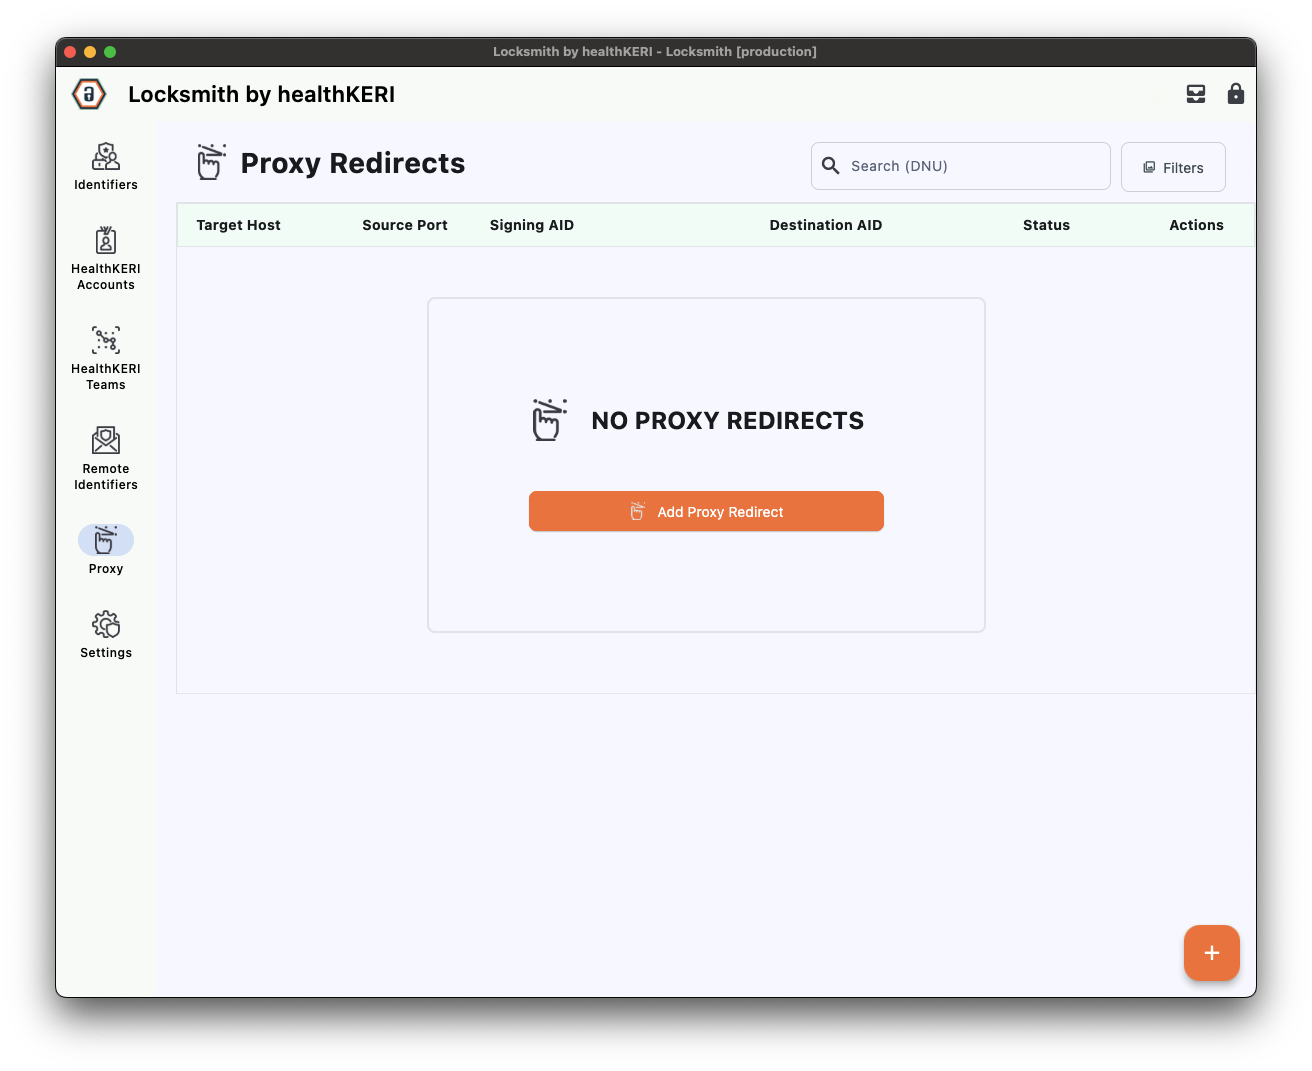 Locksmith by healthKERI - Locksmith [production]
Locksmith by healthKERI
Identifiers
HealthKERI
Accounts
HealthKERI
Teams
Remote
Identifiers
Proxy
Settings
Proxy Redirects
Search (DNU)
Filters
Target Host Source Port Signing AID Destination AID Status Actions
NO PROXY REDIRECTS
Add Proxy Redirect
+